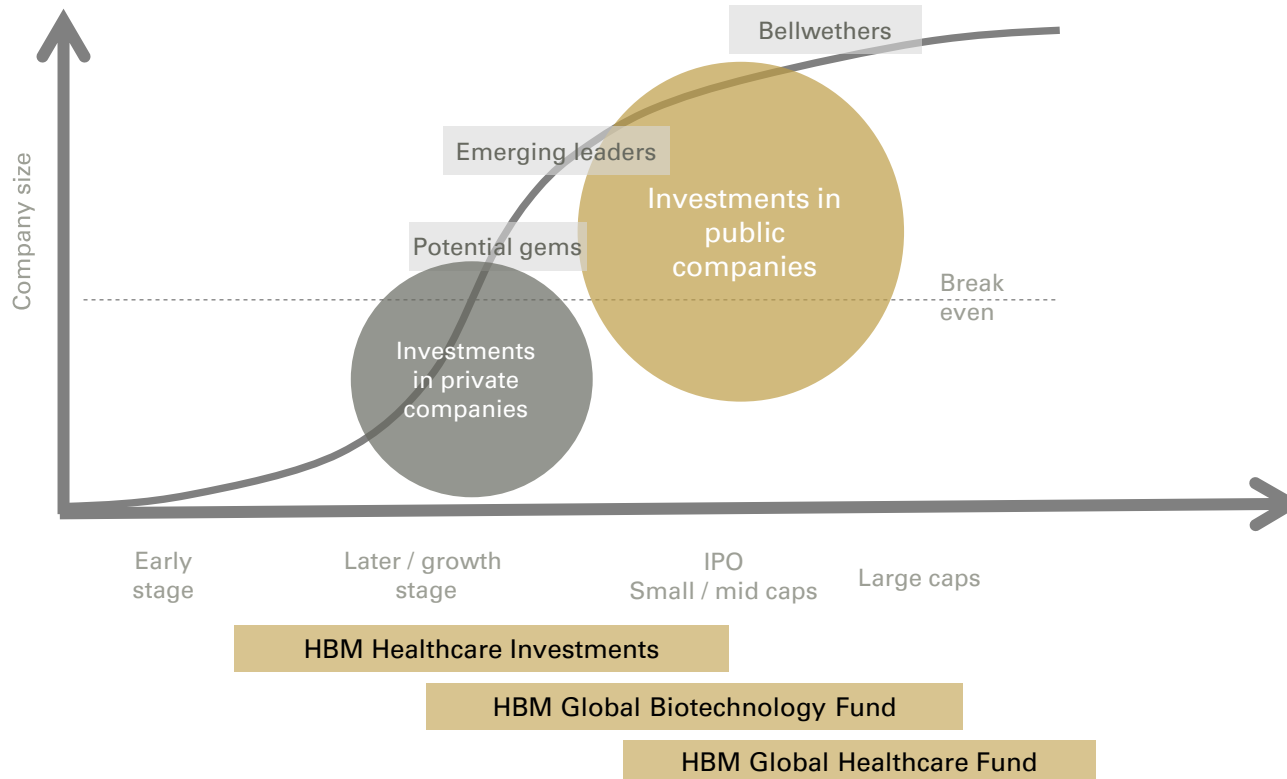 Bellwethers
Emerging leaders
Potential gems
Company size
Investments in
public
companies
Break
even
Investments
in private
companies
Early
stage
Later / growth
stage
IPO
Small / mid caps
Large caps
HBM Healthcare Investments
HBM Global Biotechnology Fund
HBM Global Healthcare Fund